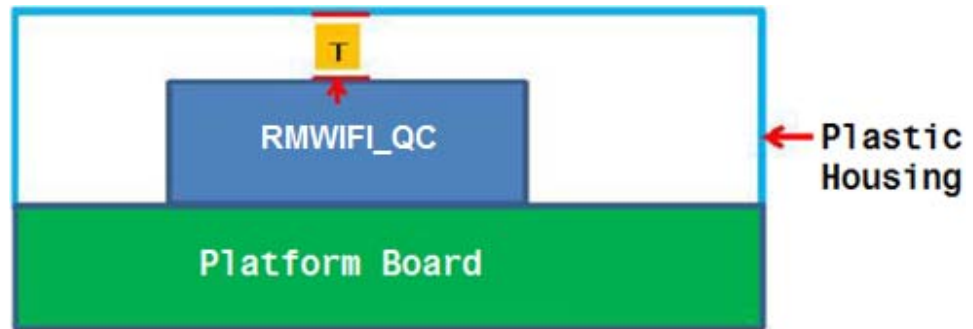 T
RMWIFI_QC
Plastic
Housing
Platform Board